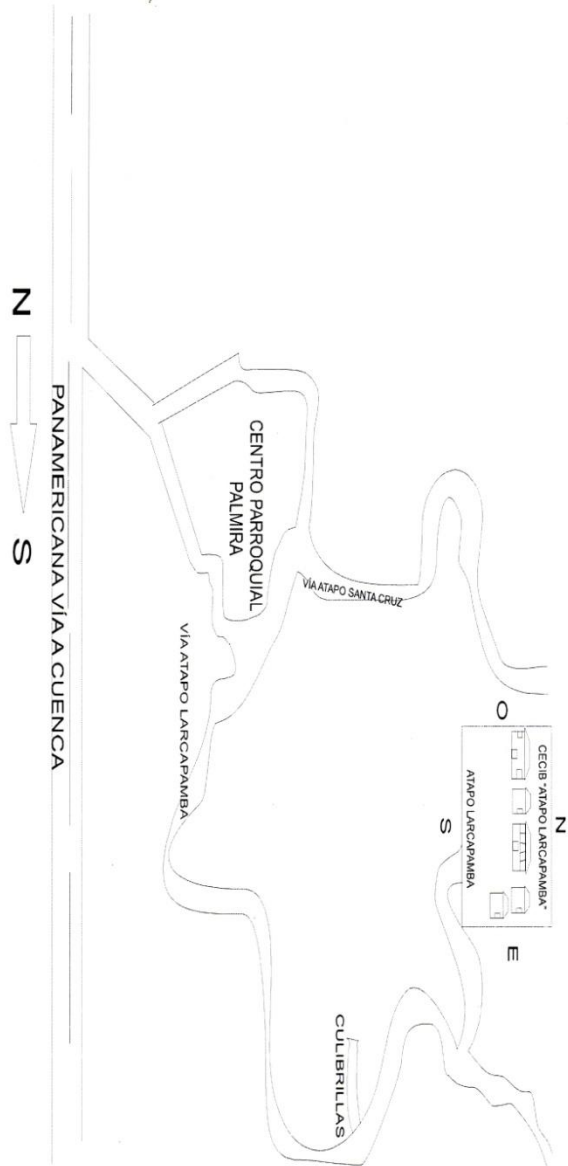 N
S
PANAMERICANA VÍA A CUENCA
CENTRO PARROQUIAL
PALMIRA
VÍA ATAPO SANTA CRUZ
VÍA ATAPO LARCAPAMBA
O
N
CECIB "ATAPO LARCAPAMBA"
ATAPO LARCAPAMBA
S
E
CULIBRILLAS